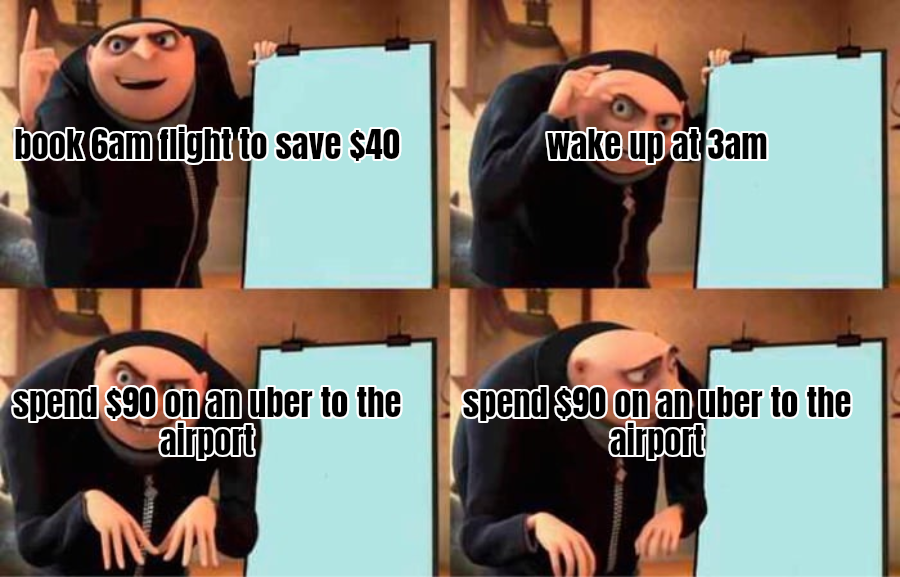 book 6am flight to save $40
wake up at 3am
spend $90 on an uber to the
airport
spend $90 on an uber to the
airport